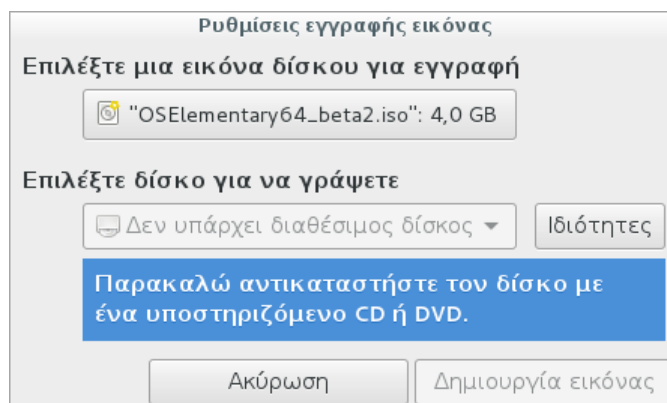 Ρυθμίσεις εγγραφής εικόνας
Επιλέξτε μια εικόνα δίσκου για εγγραφή
"OSElementary64_beta2.iso": 4,0 GB
Επιλέξτε δίσκο για να γράψετε
Δεν υπάρχει διαθέσιμος δίσκος Ιδιότητες
Παρακαλώ αντικαταστήστε τον δίσκο με
ένα υποστηριζόμενο CD ή DVD.
Ακύρωση Δημιουργία εικόνας